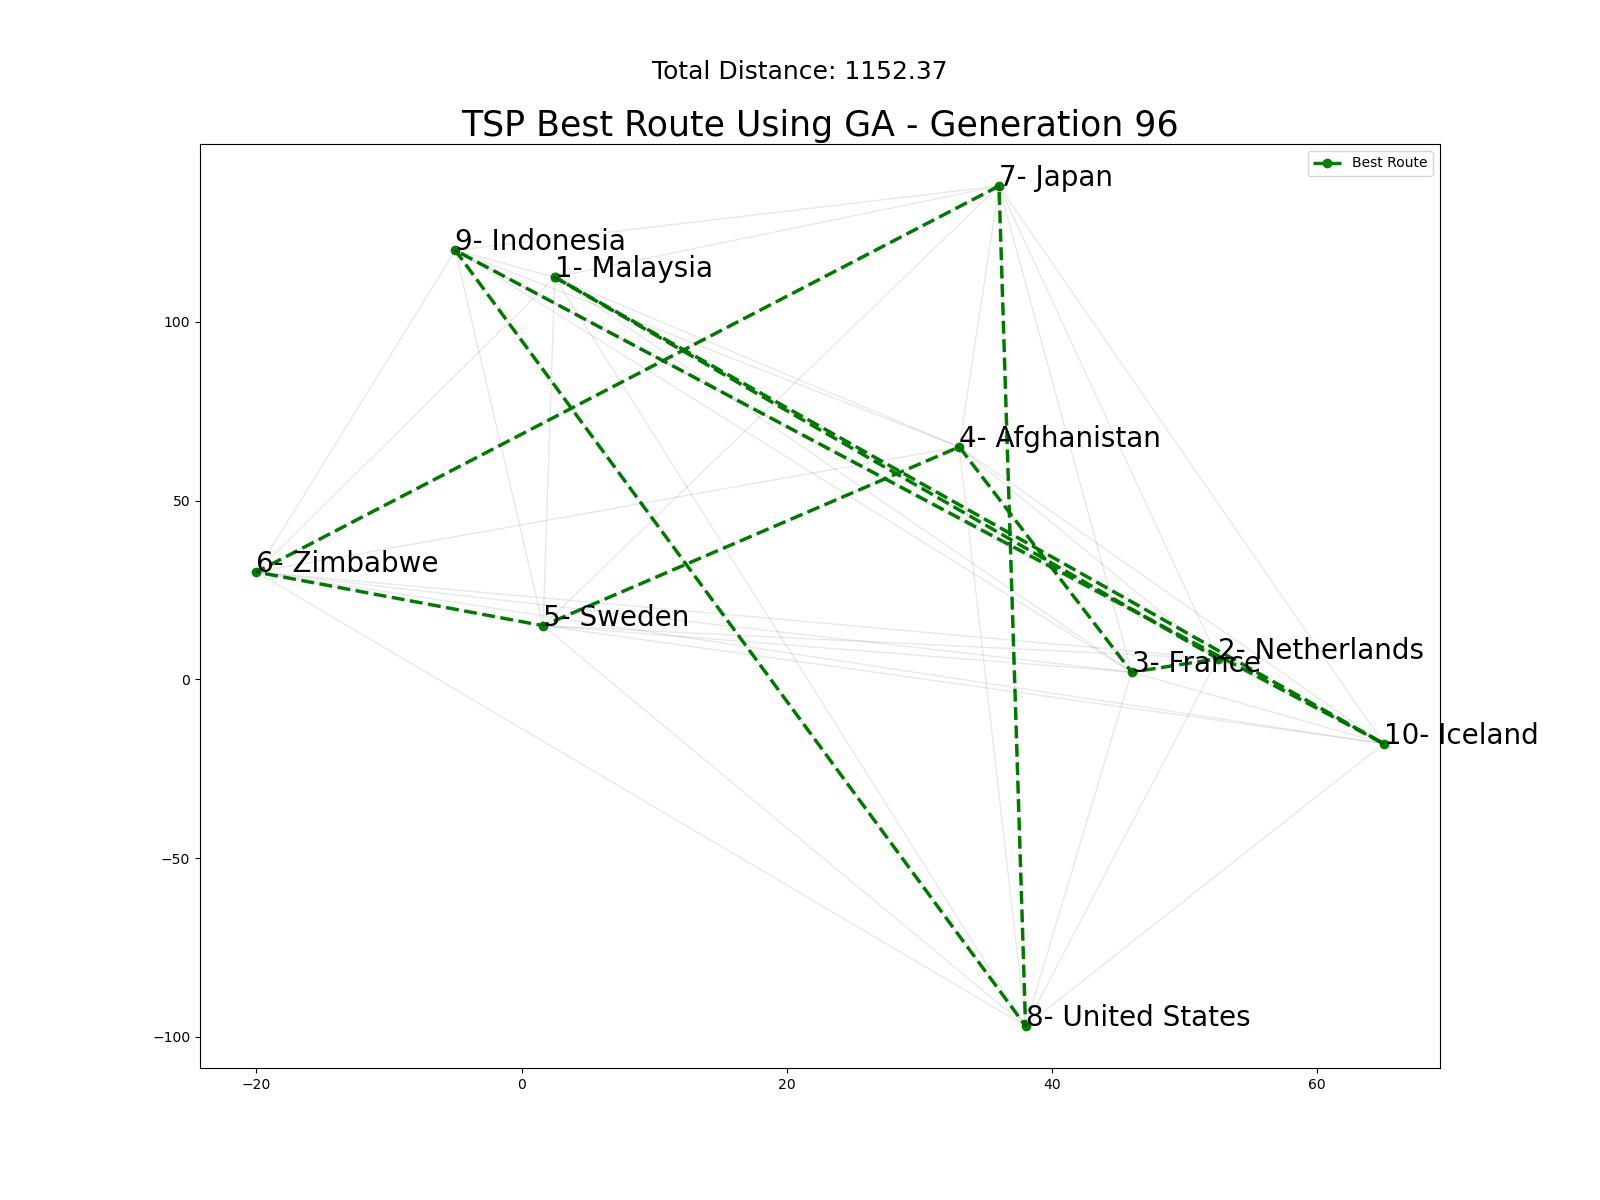 Total Distance: 1152.37
TSP Best Route Using GA - Generation 96
Best Route
7- Japan
9- Indonesia
1- Malaysia
100
4- Afghanistan
50
6- Zimbabwe
5- Sweden
2- Netherlands
3- France
0
10- Iceland
−50
8- United States
−100
−20 0 20 40 60